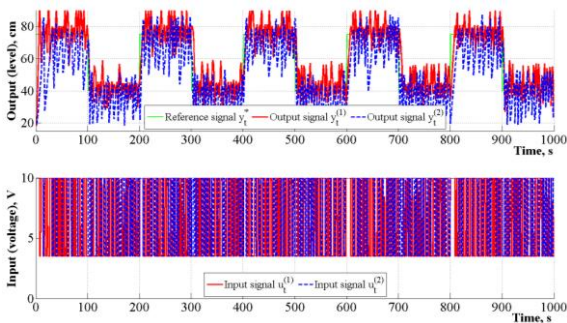 Output (level), cm
80
60
40
20
Reference signal y_t^* Output signal y_t^(1) Output signal y_t^(2)
0 100 200 300 400 500 600 700 800 900 1000
Time, s
Input (voltage), V
10
5
0
Input signal u_t^(1) Input signal u_t^(2)
0 100 200 300 400 500 600 700 800 900 1000
Time, s